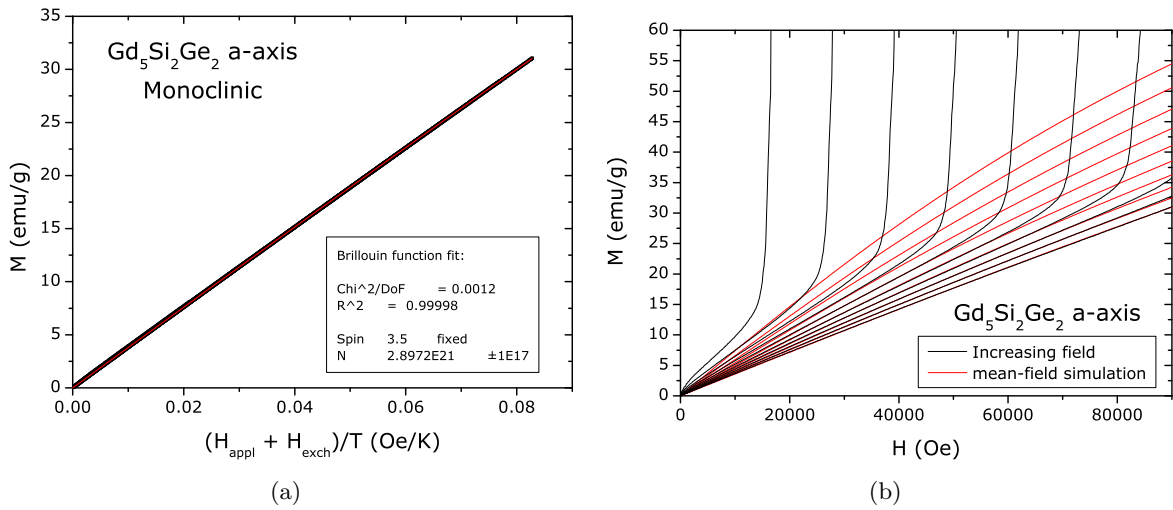 35
30
25
20
15
10
5
0
M (emu/g)
Gd5Si2Ge2 a-axis
Monoclinic
Brillouin function fit:
Chi^2/DoF = 0.0012
R^2 = 0.99998
Spin 3.5 fixed
N 2.8972E21 ±1E17
0.00 0.02 0.04 0.06 0.08
(Happl + Hexch)/T (Oe/K)
(a)
60
55
50
45
40
35
30
25
20
15
10
5
0
M (emu/g)
Gd5Si2Ge2 a-axis
Increasing field
mean-field simulation
0 20000 40000 60000 80000
H (Oe)
(b)